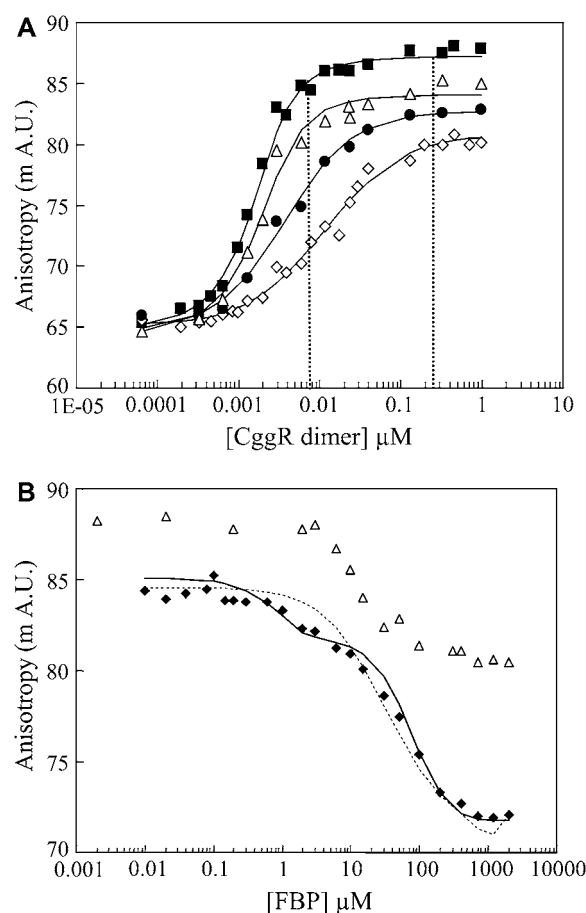 A
90
85
80
75
70
65
60
Anisotropy (m A.U.)
1E-05 0.0001 0.001 0.01 0.1 1 10
[CggR dimer] μM
B
90
85
80
75
70
Anisotropy (m A.U.)
0.001 0.01 0.1 1 10 100 1000 10000
[FBP] μM